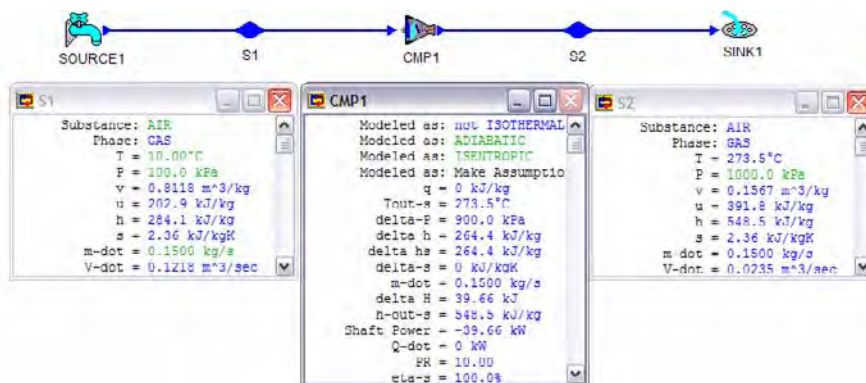 SOURCE1
S1
CMP1
S2
SINK1
S1
Substance: AIR
Phase: GAS
T = 10.00°C
P = 100.0 kPa
v = 0.8118 m^3/kg
u = 202.9 kJ/kg
h = 284.1 kJ/kg
s = 2.36 kJ/kgK
m-dot = 0.1500 kg/s
V-dot = 0.1218 m^3/sec
CMP1
Modeled as: not ISOTHERMAL
Modeled as: ADIABATIC
Modeled as: ISENTROPIC
Modeled as: Make Assumptio
q = 0 kJ/kg
Tout-s = 273.5°C
delta-P = 900.0 kPa
delta h = 264.4 kJ/kg
delta hs = 264.4 kJ/kg
delta-s = 0 kJ/kgK
m-dot = 0.1500 kg/s
delta H = 39.66 kJ
h-out-s = 548.5 kJ/kg
Shaft Power = -39.66 kW
Q-dot = 0 kW
PR = 10.00
eta-s = 100.0%
S2
Substance: AIR
Phase: GAS
T = 273.5°C
P = 1000.0 kPa
v = 0.1567 m^3/kg
u = 391.8 kJ/kg
h = 548.5 kJ/kg
s = 2.36 kJ/kgK
m dot = 0.1500 kg/s
V-dot = 0.0235 m^3/sec